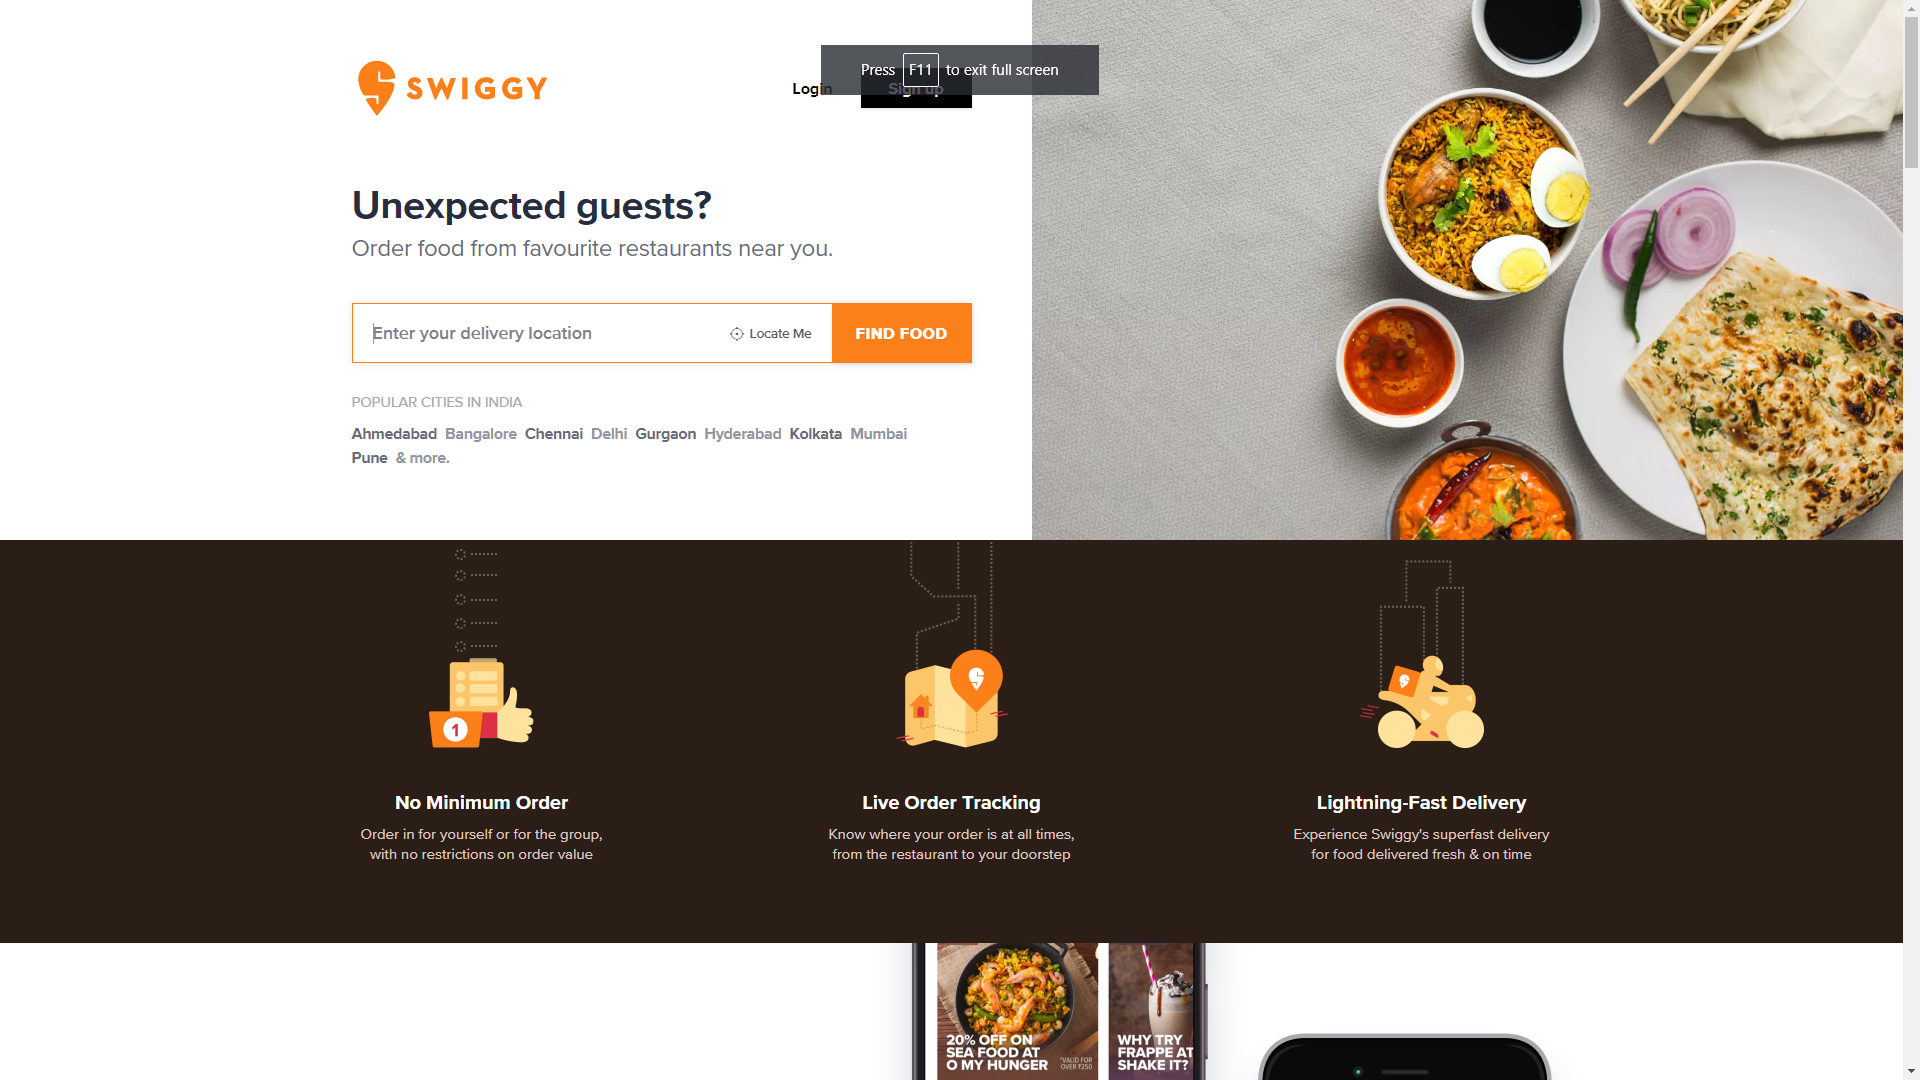 SWIGGY
Login
Sign up
Press F11 to exit full screen
Unexpected guests?
Order food from favourite restaurants near you.
Enter your delivery location
Locate Me
FIND FOOD
POPULAR CITIES IN INDIA
Ahmedabad Bangalore Chennai Delhi Gurgaon Hyderabad Kolkata Mumbai
Pune & more.
1
No Minimum Order
Order in for yourself or for the group,
with no restrictions on order value
Live Order Tracking
Know where your order is at all times,
from the restaurant to your doorstep
Lightning-Fast Delivery
Experience Swiggy's superfast delivery
for food delivered fresh & on time
20% OFF ON
SEA FOOD AT
O MY HUNGER
*VALID FOR
OVER ₹250
WHY TRY
FRAPPE AT
SHAKE IT?